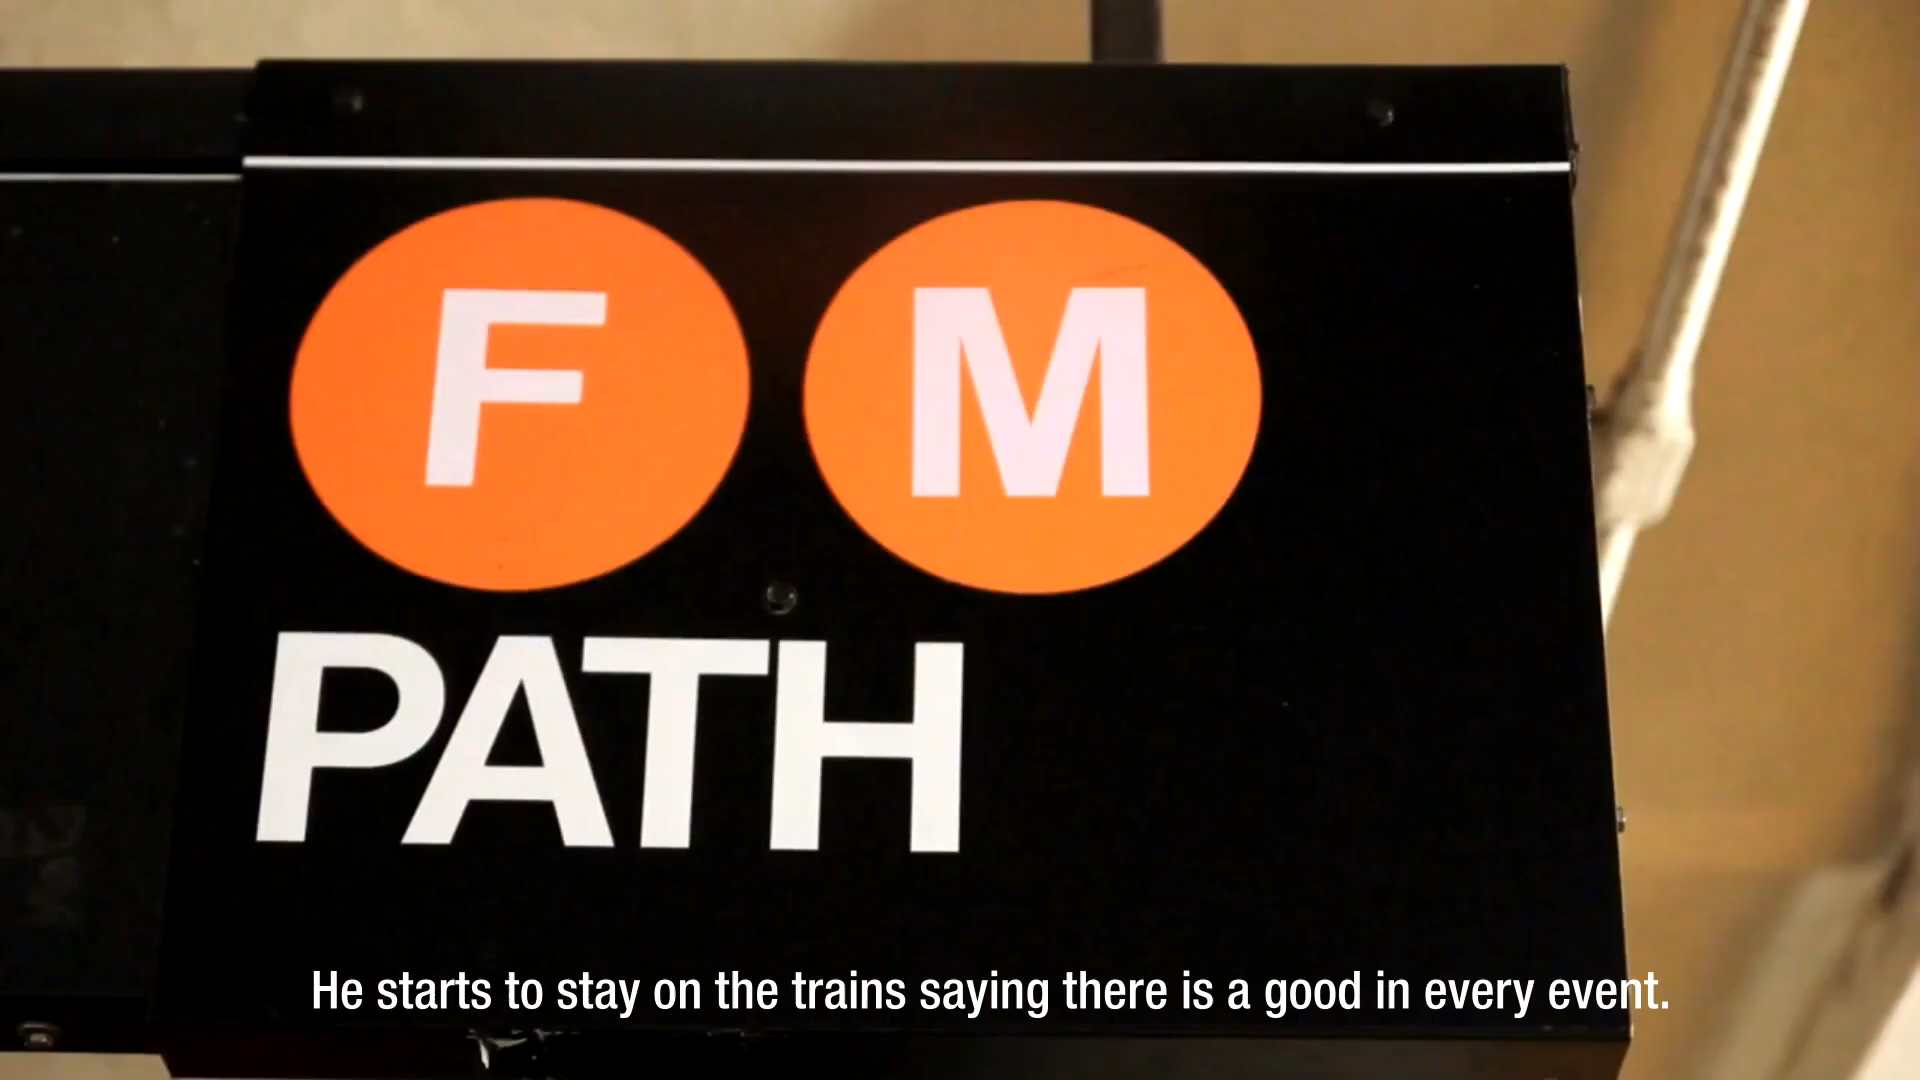 F M
PATH
He starts to stay on the trains saying there is a good in every event.